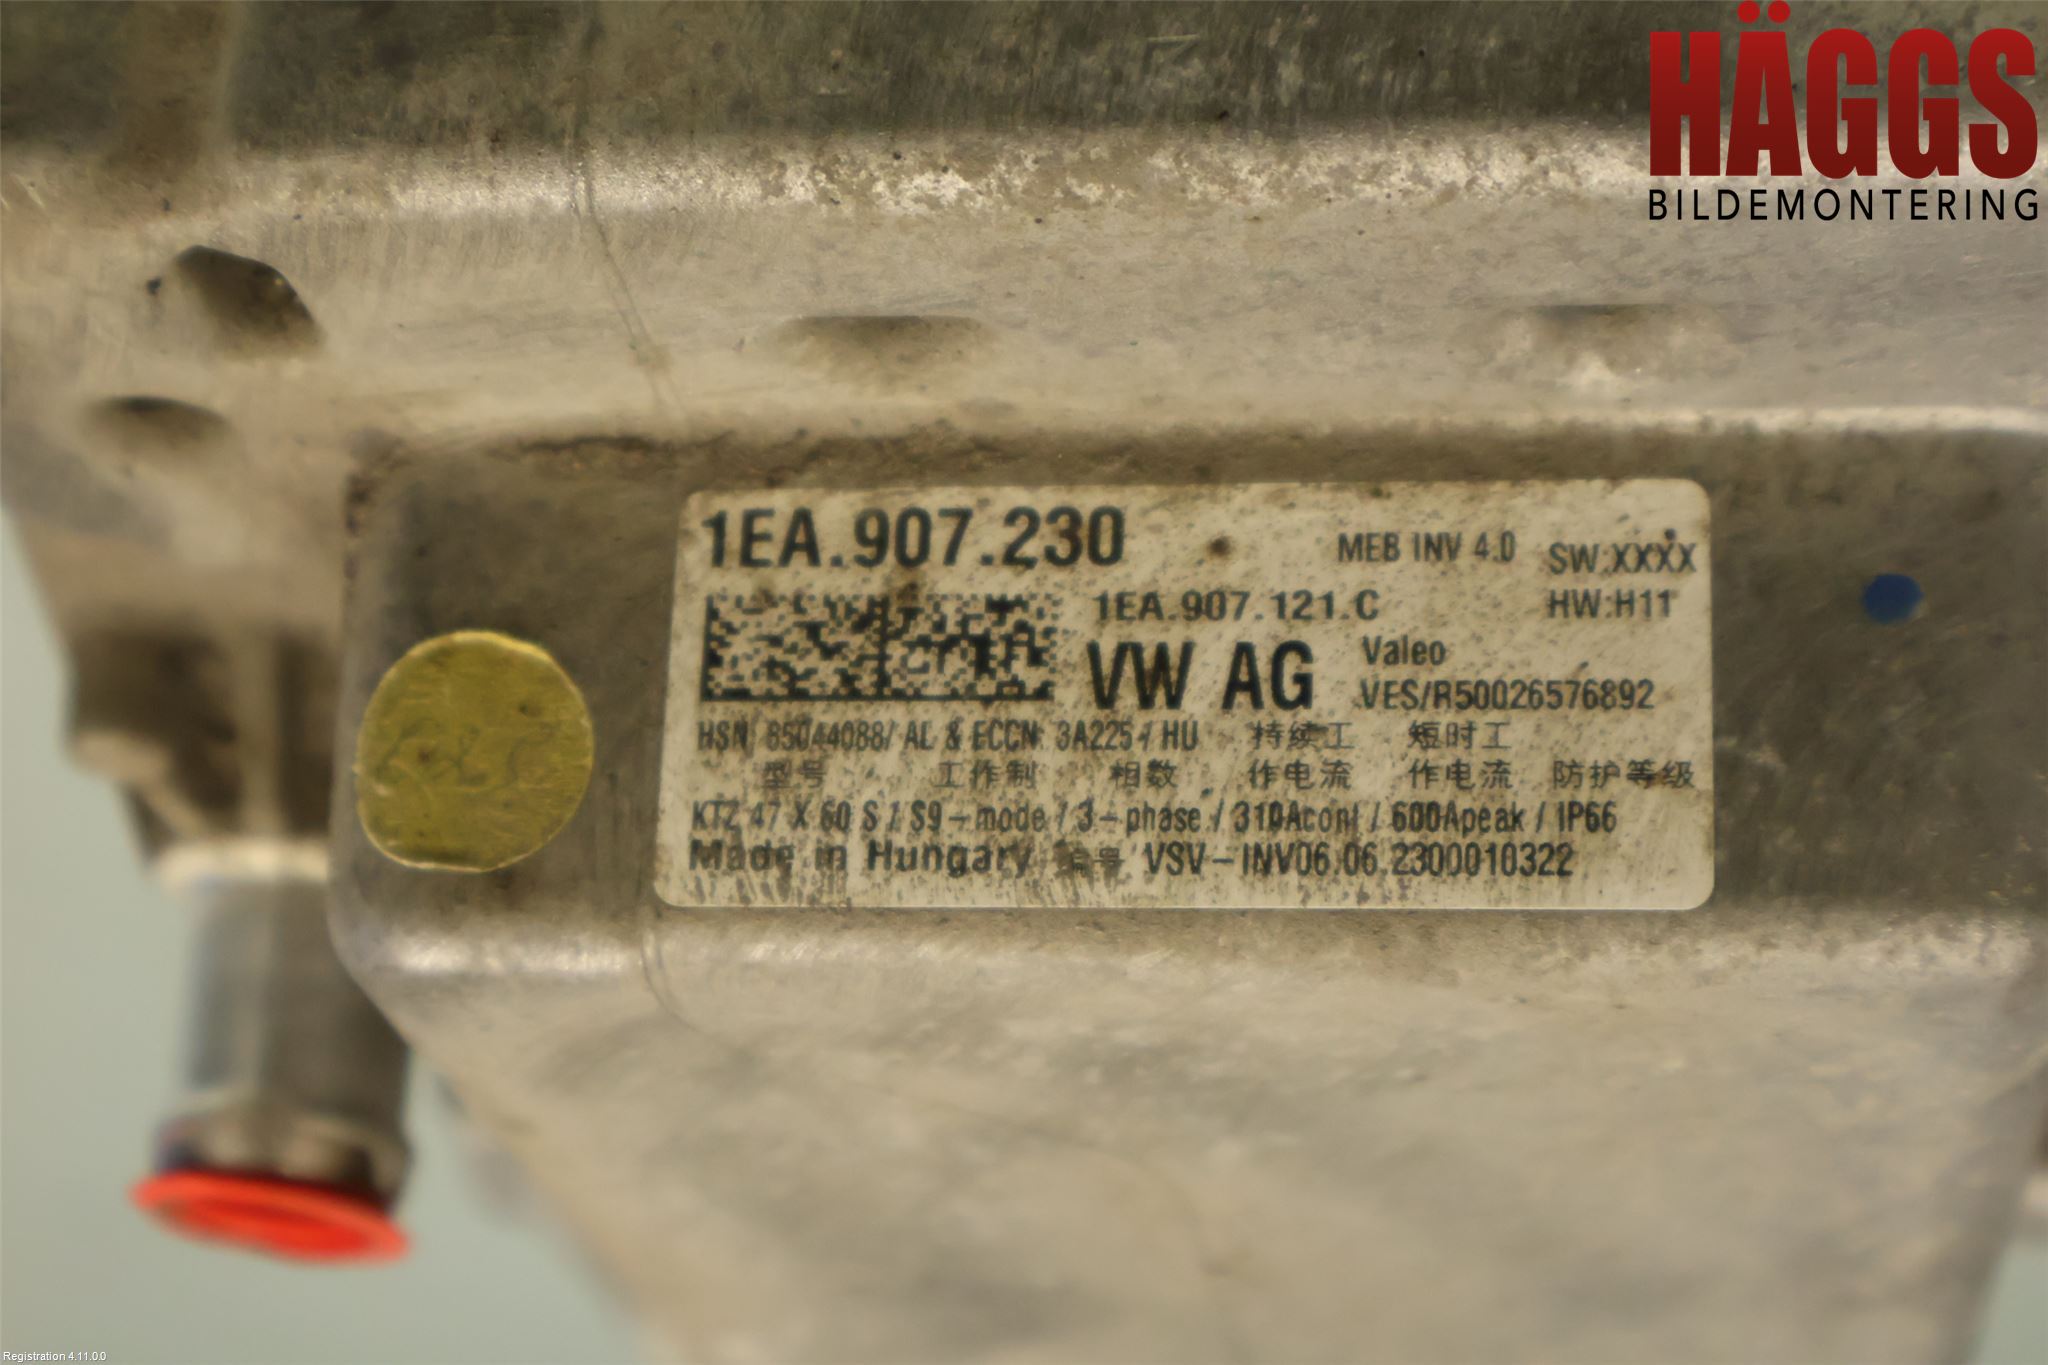 HÄGGS
BILDEMONTERING
1EA.907.230
MEB INV 4.0
SW:XXXX
1EA.907.121.C
HW:H11
VW AG
Valeo
VES/R50026576892
HSN: 85044088/ AL & ECCN: 3A225 / HU 持续工 短时工
型号 工作制 相数 作电流 作电流 防护等级
KTZ 47 X 60 S / S9-mode / 3-phase / 310Acont / 600Apeak / IP66
Made in Hungary 编号 VSV-INV06.06.2300010322
Registration 4.11.0.0